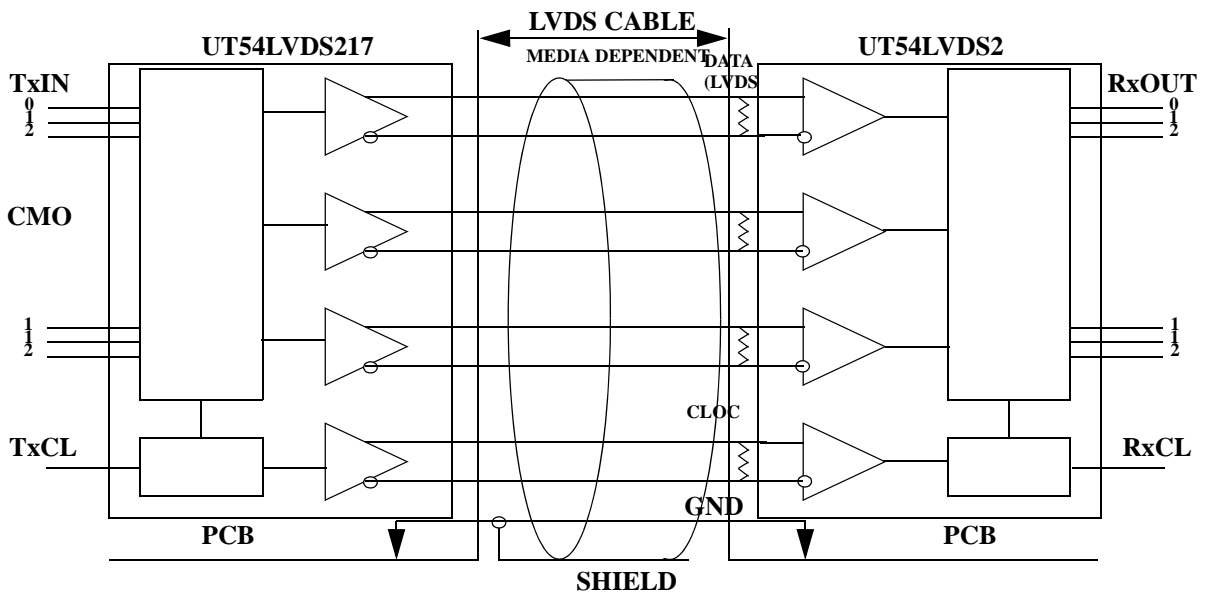 LVDS CABLE
UT54LVDS217
UT54LVDS2
MEDIA DEPENDENT
DATA
(LVDS
TxIN
0
1
2
RxOUT
0
1
2
CMO
1
1
2
1
1
2
CLOC
TxCL
RxCL
GND
PCB
PCB
SHIELD